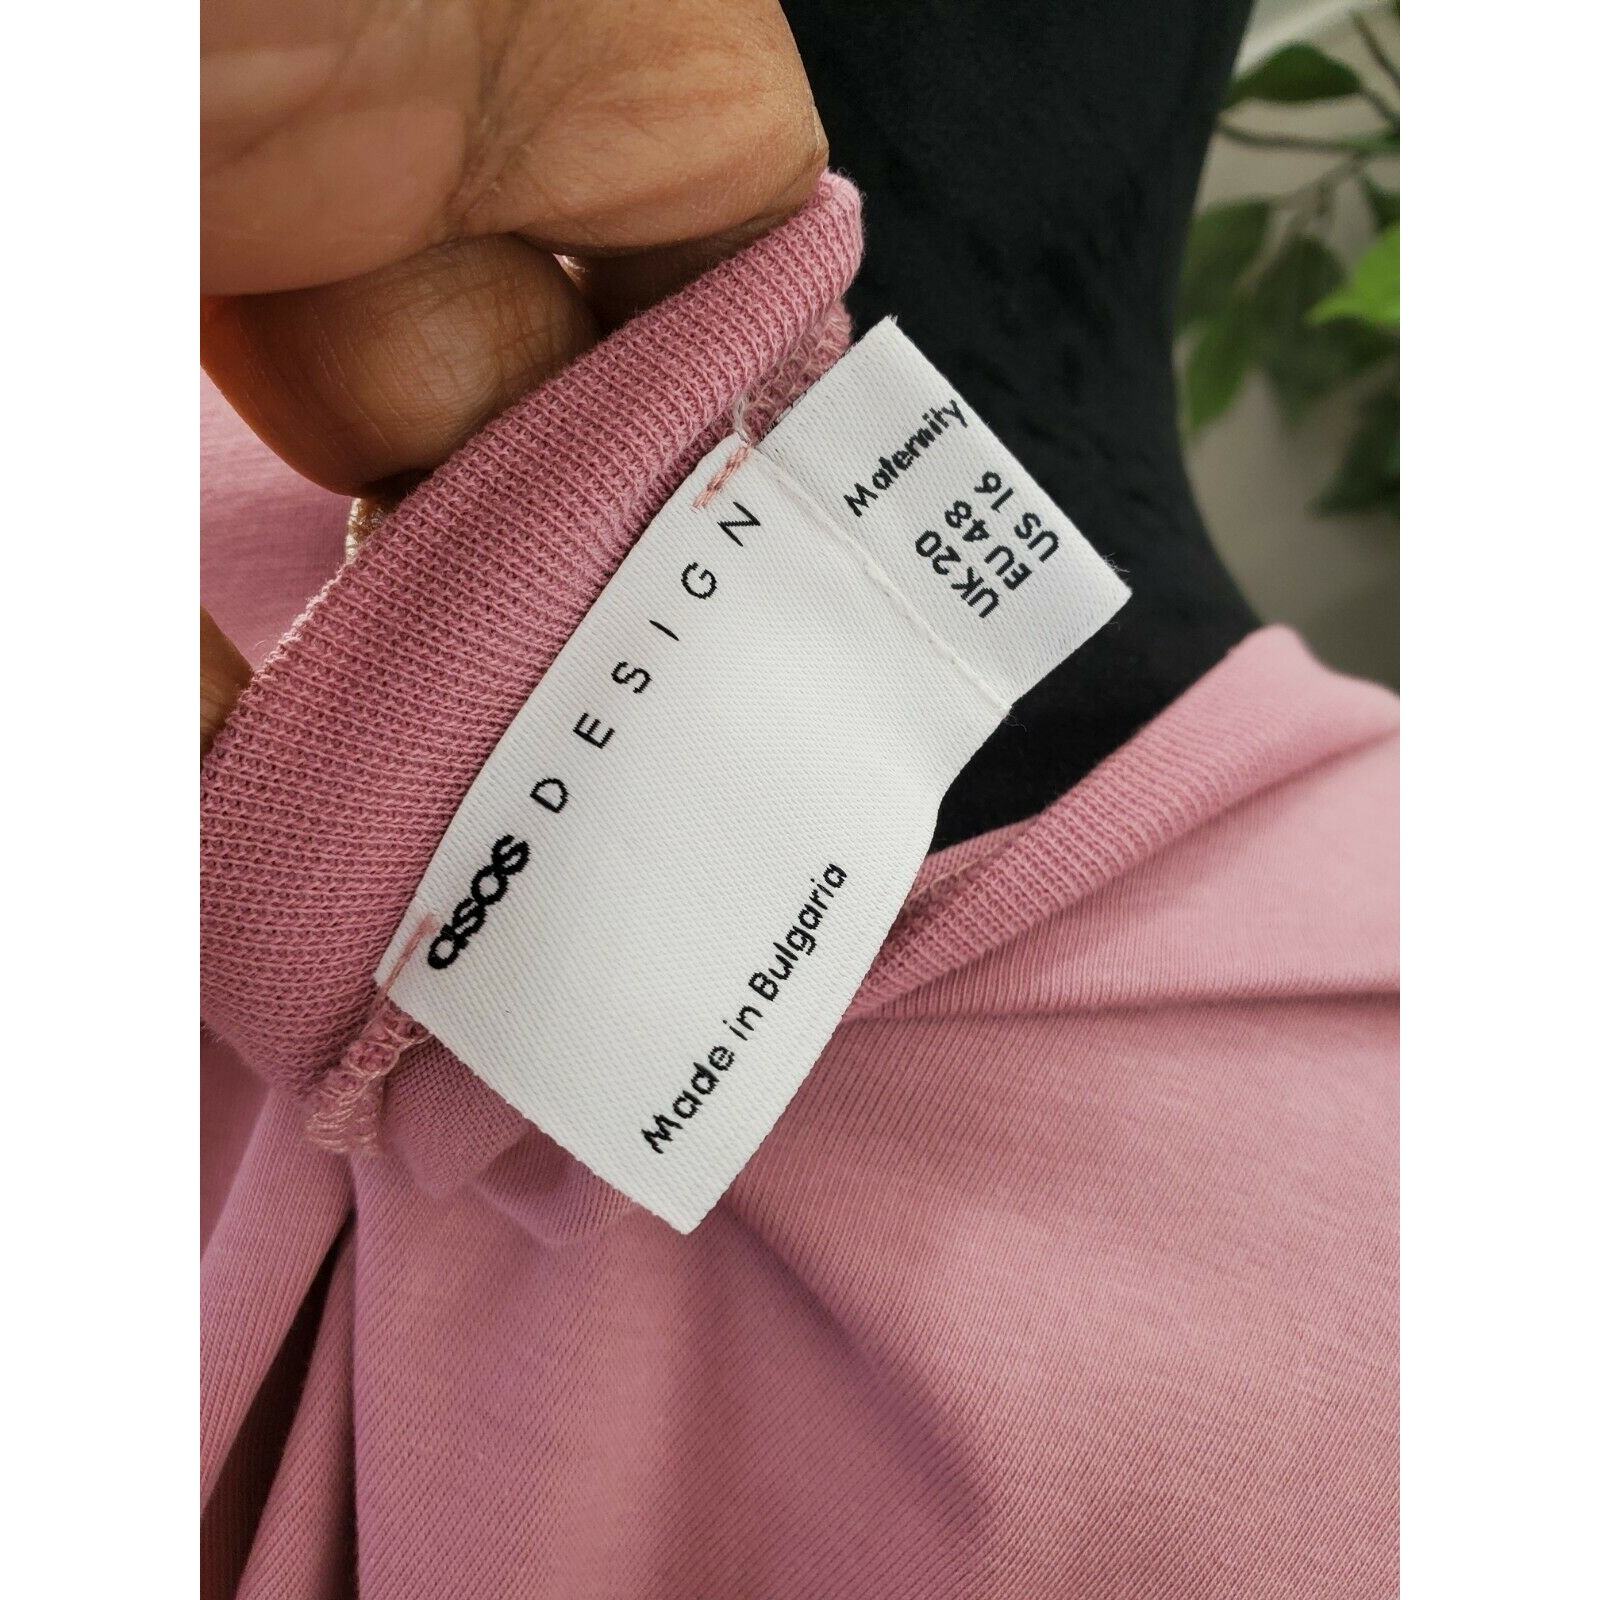 asos DESIGN
Made in Bulgaria
Maternity
UK 20
EU 48
US 16